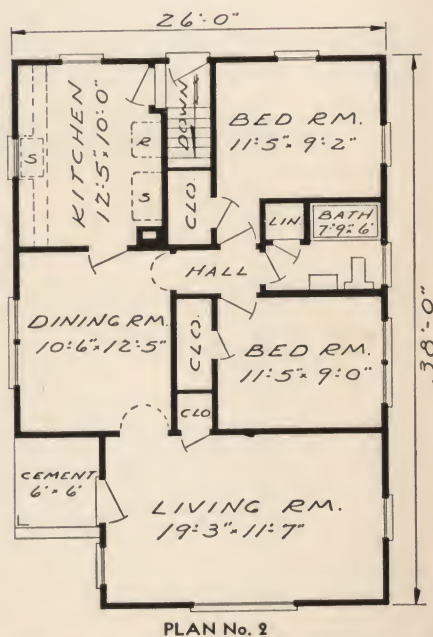 26'-0"
KITCHEN
12'-5"x10'-0"
S
R
S
DOWN
BED RM.
11'-5"x 9'-2"
CLO.
LIN.
BATH
7'-9"x 6'
HALL
38'-0"
DINING RM.
10'-6"x 12'-5"
CLO.
BED RM.
11'-5"x 9'-0"
CLO
CEMENT
6'x 6'
LIVING RM.
19'-3"x 11'-7"
PLAN No. 2